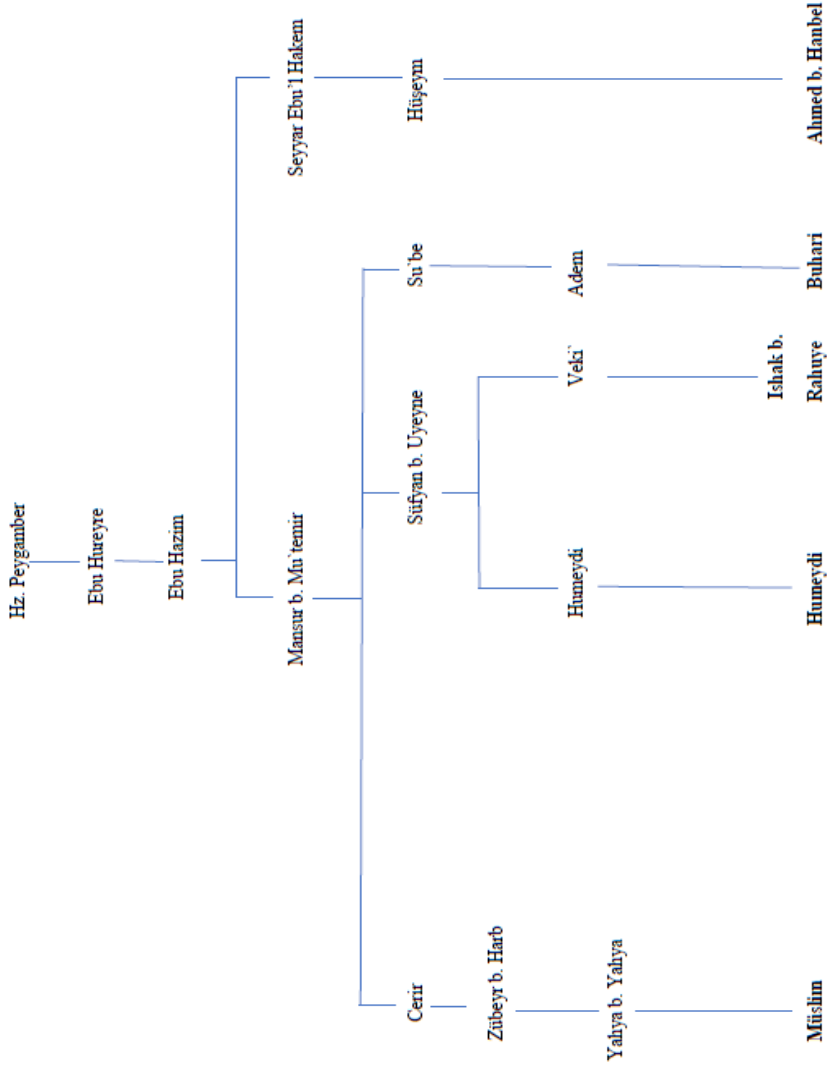 Hz. Peygamber
Ebu Hureyre
Ebu Hazim
Mansur b. Mu`temir
Seyyar Ebu’l Hakem
Cerir
Süfyan b. Uyeyne
Su`be
Hüşeym
Zübeyr b. Harb
Humeydi
Veki`
Adem
Yahya b. Yahya
Müslim
Humeydi
Ishak b.
Rahuye
Buhari
Ahmed b. Hanbel